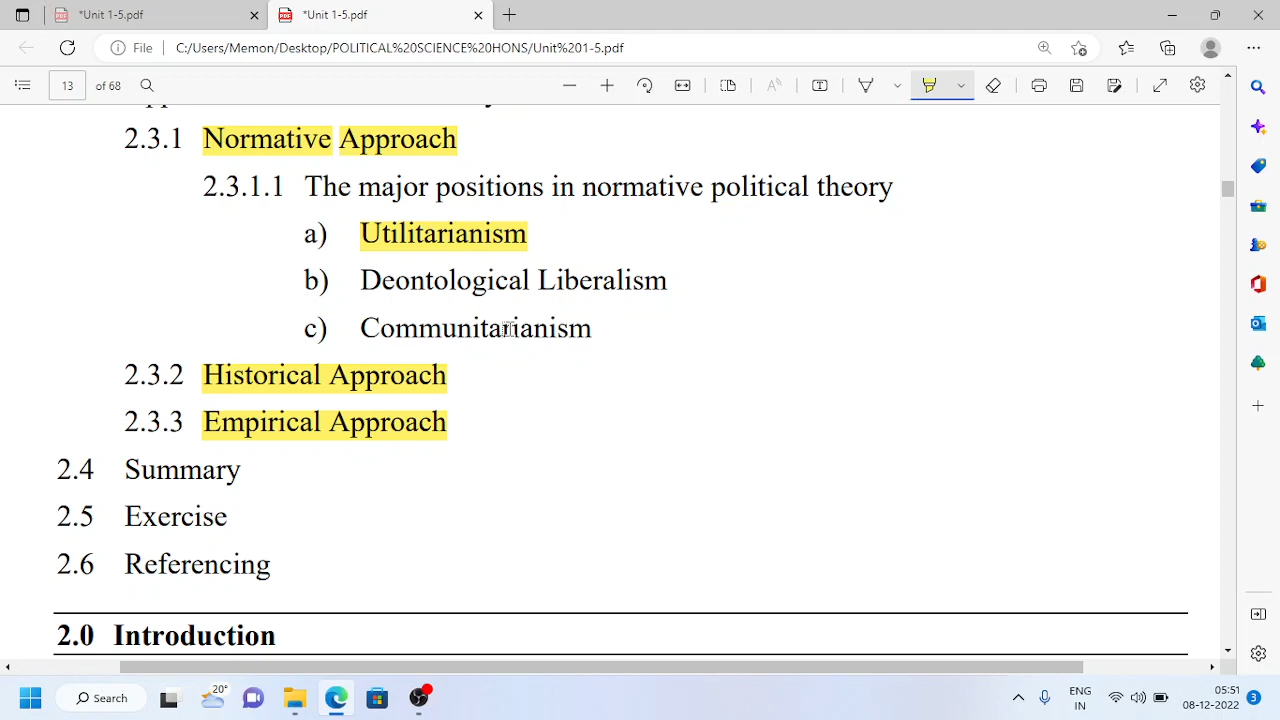 *Unit 1-5.pdf
*Unit 1-5.pdf
File C:/Users/Memon/Desktop/POLITICAL%20SCIENCE%20HONS/Unit%201-5.pdf
13 of 68
2.3.1 Normative Approach
2.3.1.1 The major positions in normative political theory
a) Utilitarianism
b) Deontological Liberalism
c) Communitarianism
2.3.2 Historical Approach
2.3.3 Empirical Approach
2.4 Summary
2.5 Exercise
2.6 Referencing
2.0 Introduction
Search
20°
ENG
IN
05:51
08-12-2022
3